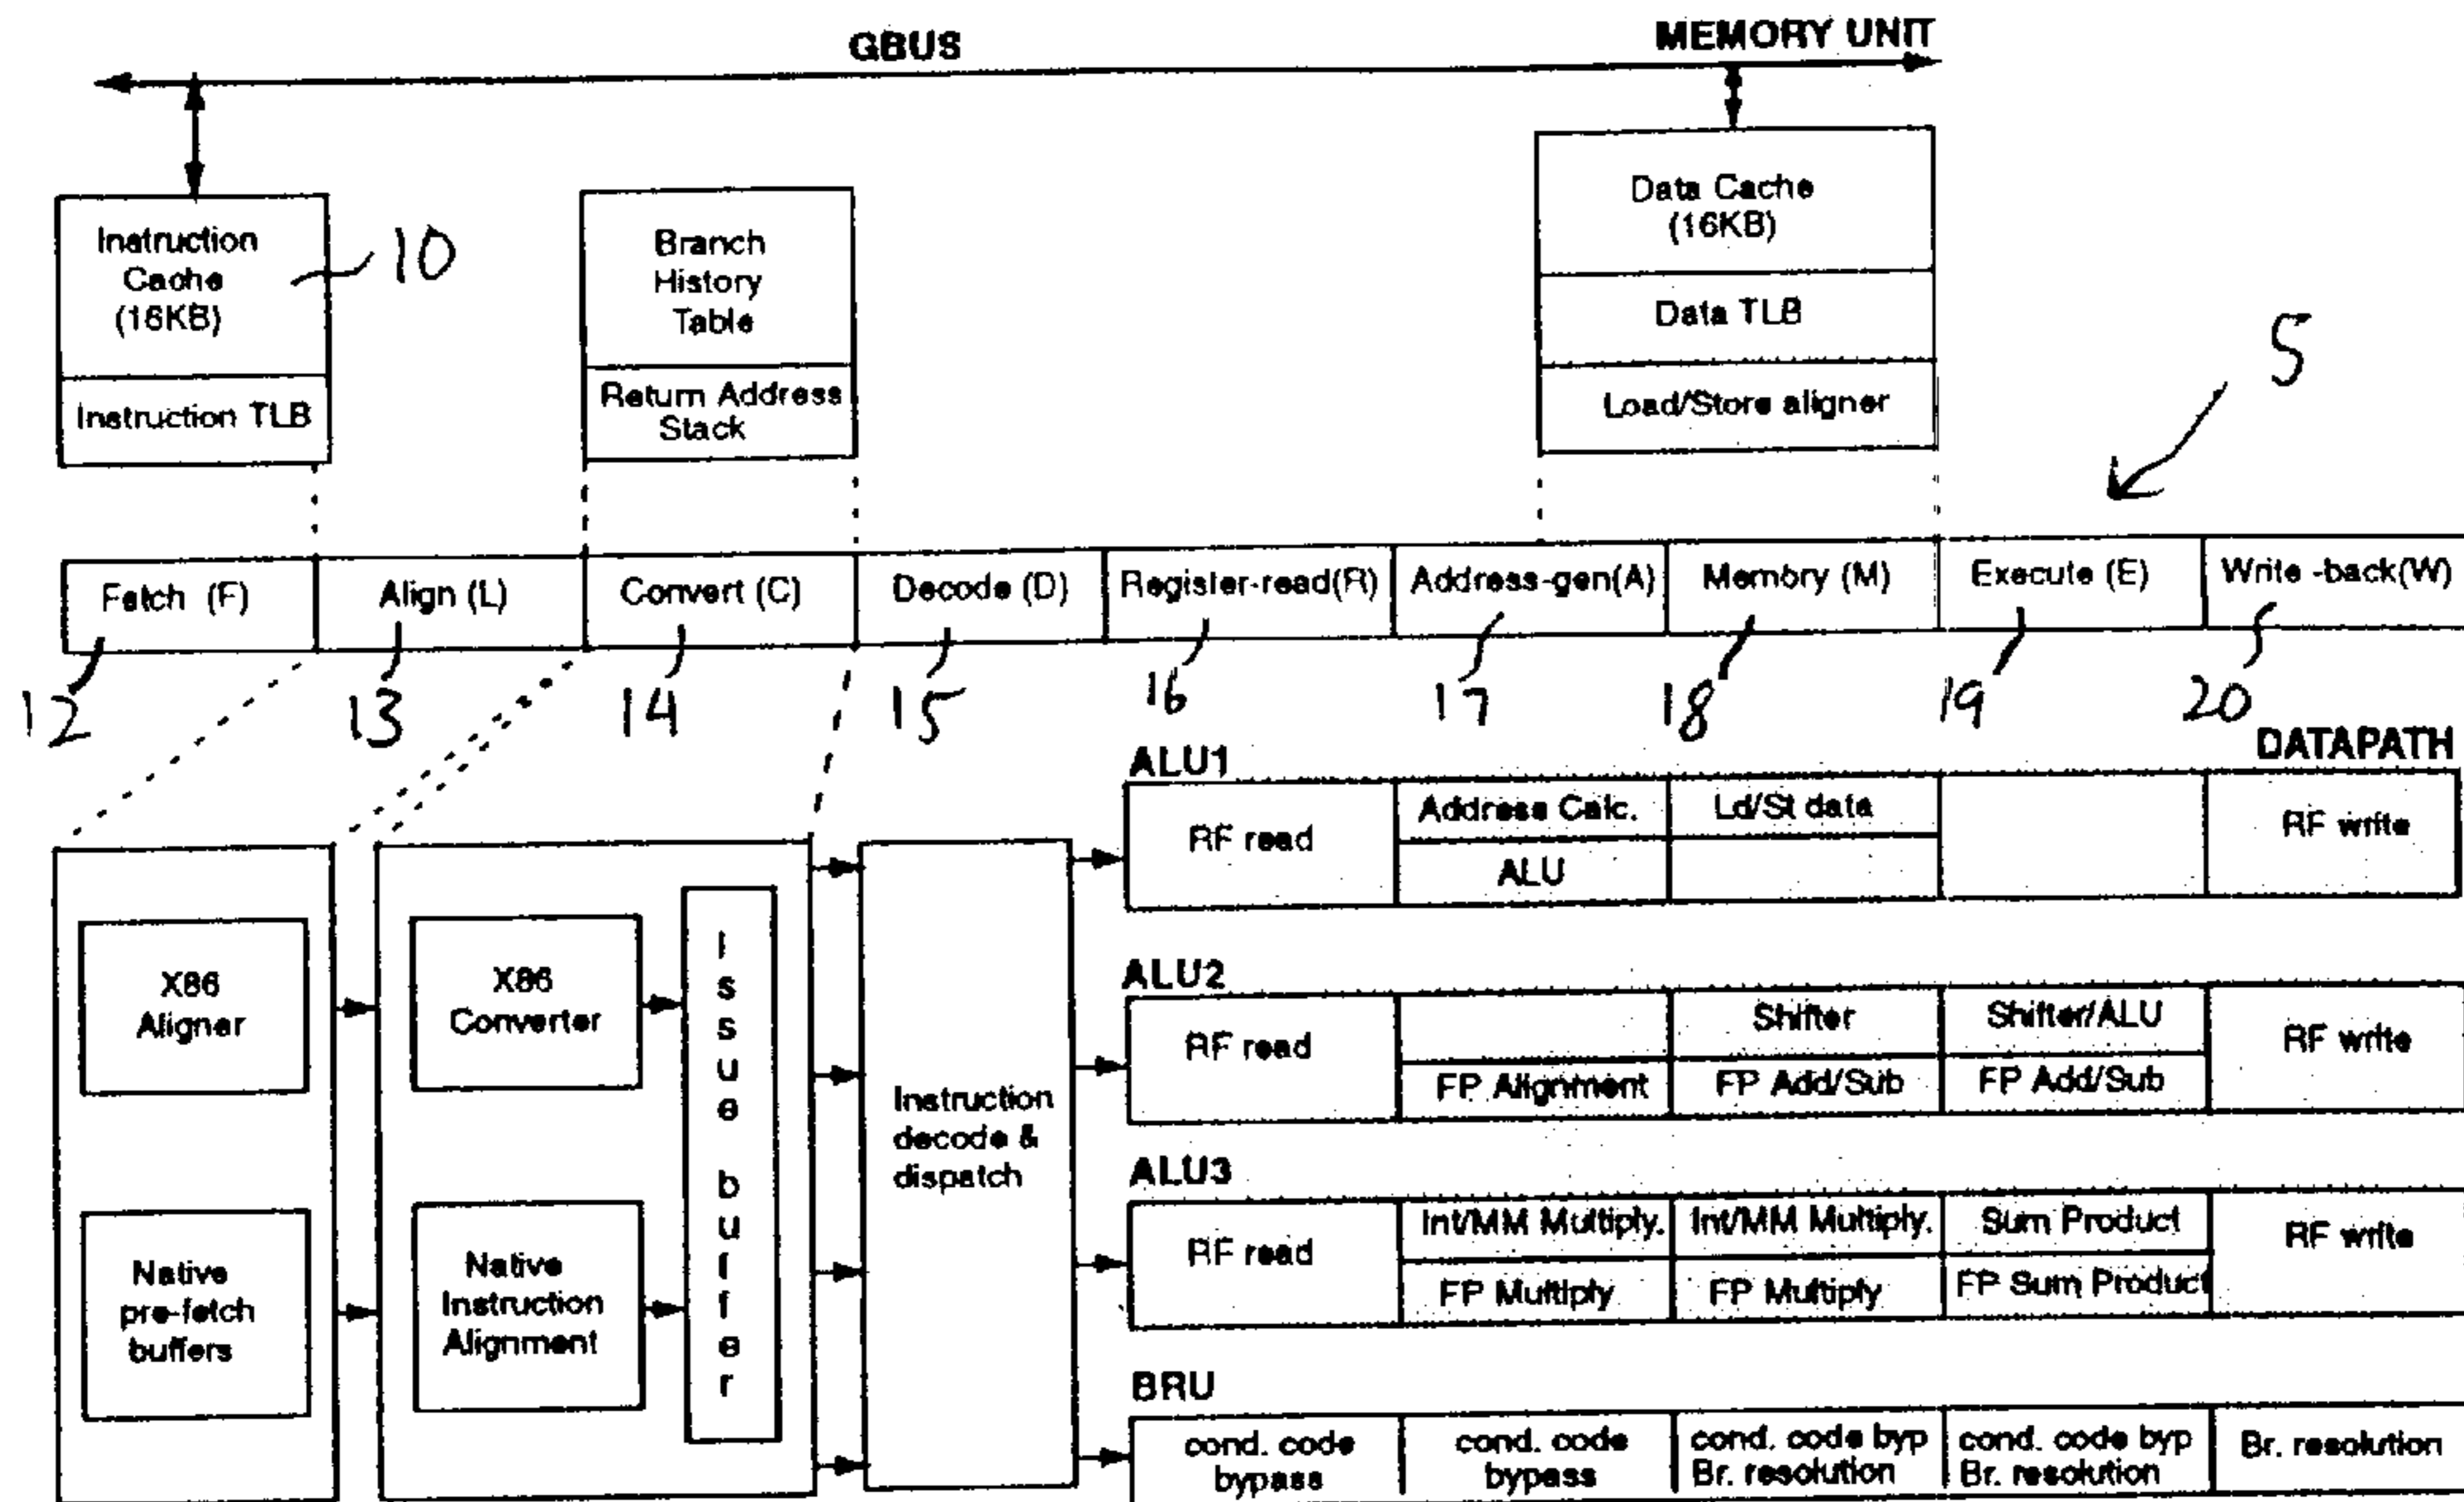 GBUS
MEMORY UNIT
Instruction
Cache
(16KB)
Instruction TLB
10
Branch
History
Table
Return Address
Stack
Data Cache
(16KB)
Data TLB
Load/Store aligner
5
Fetch (F)
Align (L)
Convert (C)
Decode (D)
Register-read(R)
Address-gen(A)
Memory (M)
Execute (E)
Write -back(W)
12
13
14
15
16
17
18
19
20
DATAPATH
X86
Aligner
Native
pre-fetch
buffers
X86
Converter
Native
Instruction
Alignment
Issue buffer
Instruction
decode &
dispatch
ALU1
RF read
Address Calc.
Ld/St data
ALU
RF write
ALU2
RF read
Shifter
Shifter/ALU
FP Alignment
FP Add/Sub
FP Add/Sub
RF write
ALU3
RF read
Int/MM Multiply.
Int/MM Multiply.
Sum Product
FP Multiply
FP Multiply
FP Sum Product
RF write
BRU
cond. code
bypass
cond. code
bypass
cond. code byp
Br. resolution
cond. code byp
Br. resolution
Br. resolution